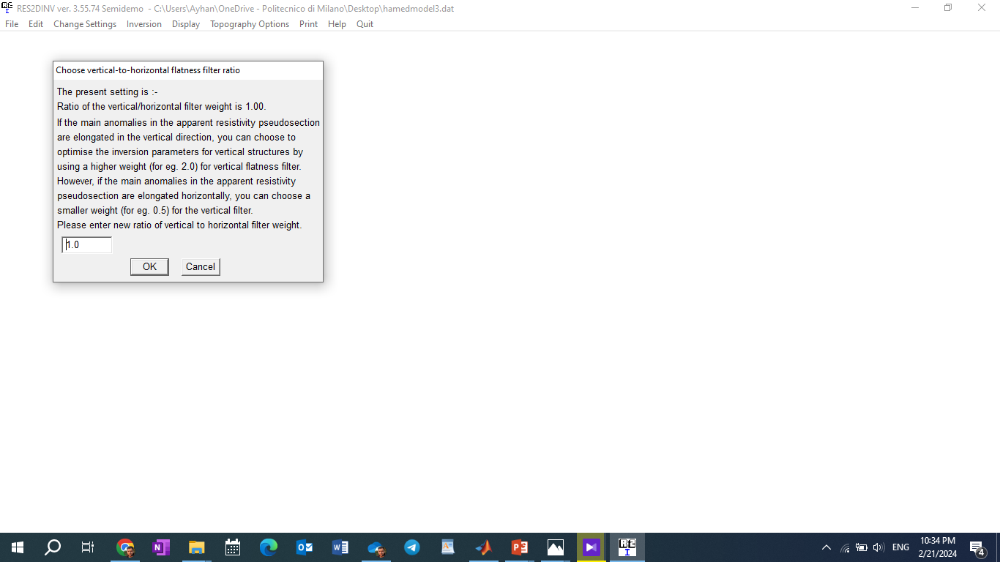 RES2DINV ver. 3.55.74 Semidemo - C:\Users\Ayhan\OneDrive - Politecnico di Milano\Desktop\hamedmodel3.dat
File Edit Change Settings Inversion Display Topography Options Print Help Quit
Choose vertical-to-horizontal flatness filter ratio
The present setting is :-
Ratio of the vertical/horizontal filter weight is 1.00.
If the main anomalies in the apparent resistivity pseudosection
are elongated in the vertical direction, you can choose to
optimise the inversion parameters for vertical structures by
using a higher weight (for eg. 2.0) for vertical flatness filter.
However, if the main anomalies in the apparent resistivity
pseudosection are elongated horizontally, you can choose a
smaller weight (for eg. 0.5) for the vertical filter.
Please enter new ratio of vertical to horizontal filter weight.
1.0
OK Cancel
ENG
10:34 PM
2/21/2024
4